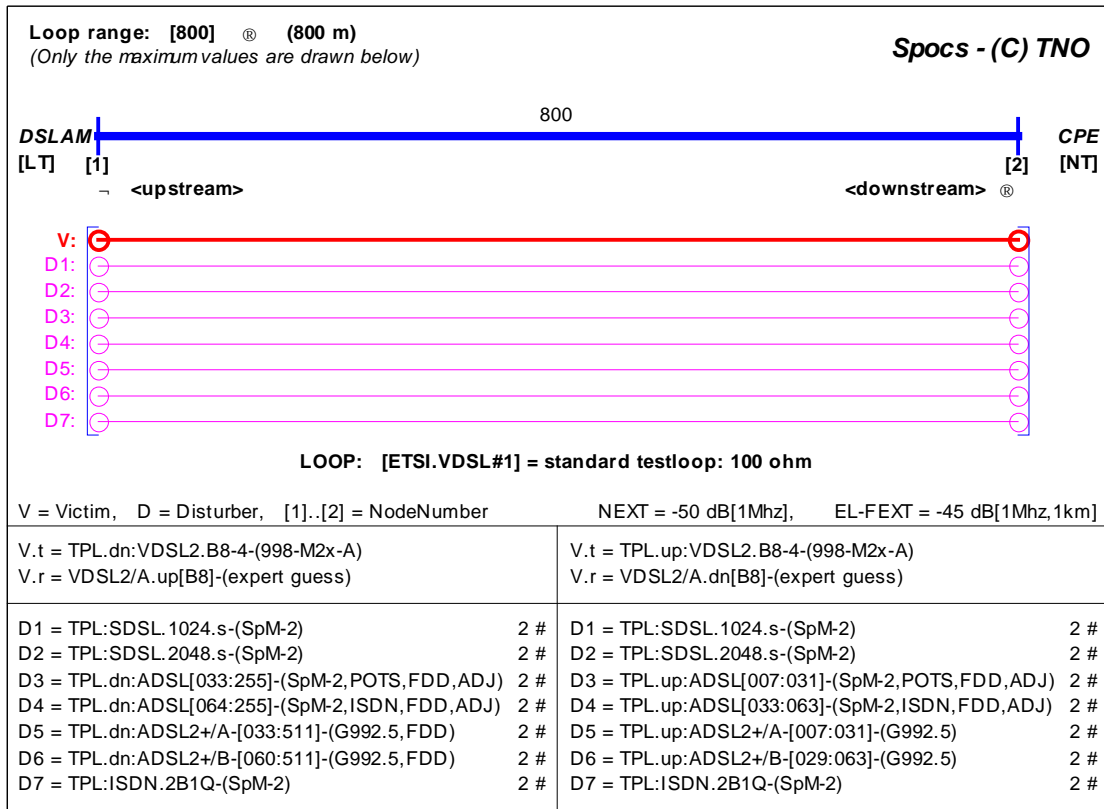 Loop range: [800] ® (800 m)
(Only the maximum values are drawn below)
Spocs - (C) TNO
800
DSLAM
CPE
[LT] [1]
[2] [NT]
¬ <upstream>
<downstream> ®
V:
D1:
D2:
D3:
D4:
D5:
D6:
D7:
LOOP: [ETSI.VDSL#1] = standard testloop: 100 ohm
V = Victim, D = Disturber, [1]..[2] = NodeNumber
NEXT = -50 dB[1Mhz], EL-FEXT = -45 dB[1Mhz,1km]
V.t = TPL.dn:VDSL2.B8-4-(998-M2x-A)
V.r = VDSL2/A.up[B8]-(expert guess)
V.t = TPL.up:VDSL2.B8-4-(998-M2x-A)
V.r = VDSL2/A.dn[B8]-(expert guess)
D1 = TPL:SDSL.1024.s-(SpM-2) 2 #
D2 = TPL:SDSL.2048.s-(SpM-2) 2 #
D3 = TPL.dn:ADSL[033:255]-(SpM-2,POTS,FDD,ADJ) 2 #
D4 = TPL.dn:ADSL[064:255]-(SpM-2,ISDN,FDD,ADJ) 2 #
D5 = TPL.dn:ADSL2+/A-[033:511]-(G992.5,FDD) 2 #
D6 = TPL.dn:ADSL2+/B-[060:511]-(G992.5,FDD) 2 #
D7 = TPL:ISDN.2B1Q-(SpM-2) 2 #
D1 = TPL:SDSL.1024.s-(SpM-2) 2 #
D2 = TPL:SDSL.2048.s-(SpM-2) 2 #
D3 = TPL.up:ADSL[007:031]-(SpM-2,POTS,FDD,ADJ) 2 #
D4 = TPL.up:ADSL[033:063]-(SpM-2,ISDN,FDD,ADJ) 2 #
D5 = TPL.up:ADSL2+/A-[007:031]-(G992.5) 2 #
D6 = TPL.up:ADSL2+/B-[029:063]-(G992.5) 2 #
D7 = TPL:ISDN.2B1Q-(SpM-2) 2 #